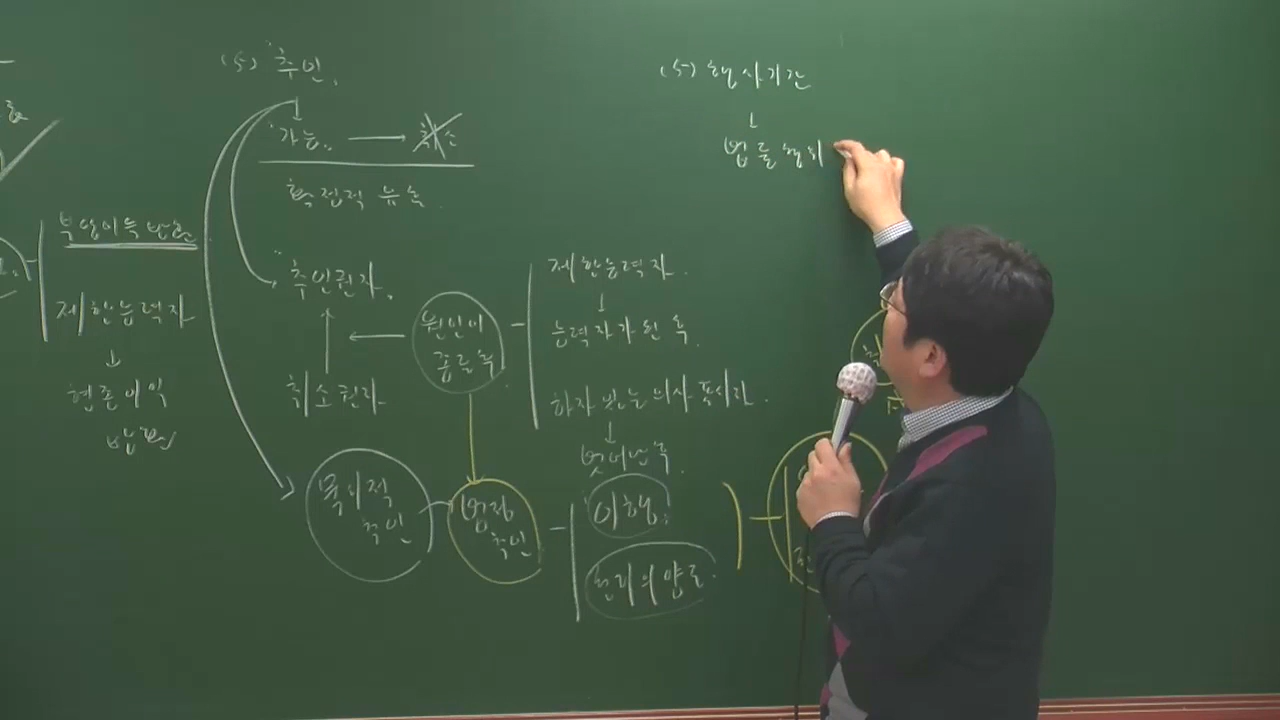 부당이득반환
제한능력자
↓
현존이익
(5) 추인.
↓
가능. → 취소
확정적 유효.
추인권자.
↑
취소권자
원인이
종료 후
제한능력자.
↓
능력자가 된 후.
하자 있는 의사표시자.
↓
벗어난 후.
묵시적
추인
법정
추인
이행.
권리의 양도.
(5) 행사기간
↓
법률행위